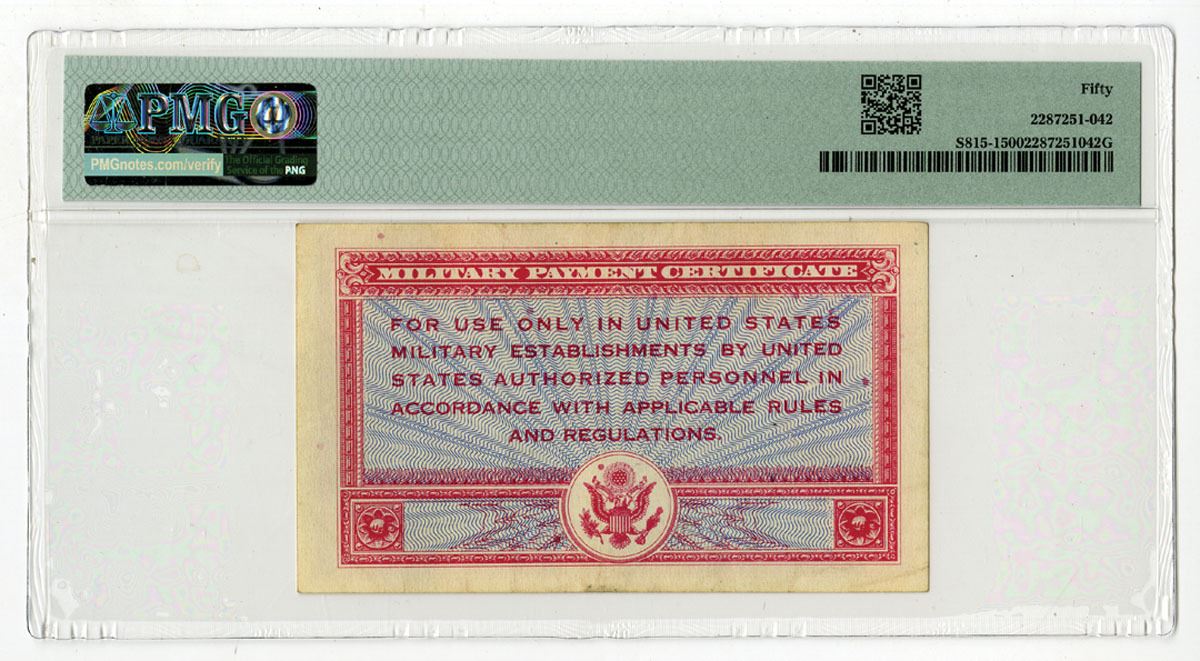 PMG
PMGnotes.com/verify
The Official Grading
Service of the PNG
Fifty
2287251-042
S815-15002287251042G
MILITARY PAYMENT CERTIFICATE
FOR USE ONLY IN UNITED STATES
MILITARY ESTABLISHMENTS BY UNITED
STATES AUTHORIZED PERSONNEL IN
ACCORDANCE WITH APPLICABLE RULES
AND REGULATIONS.